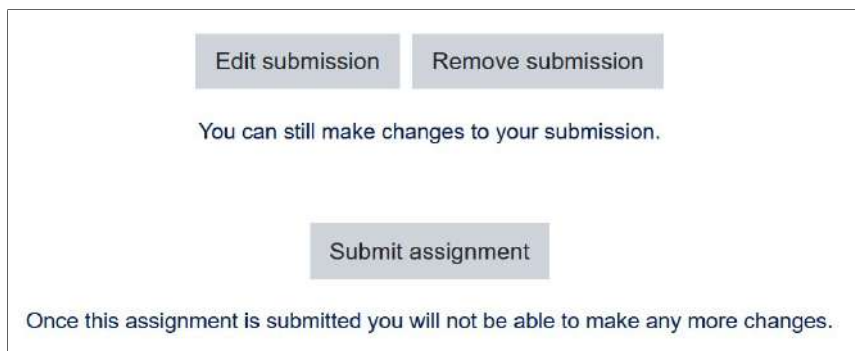 Edit submission Remove submission
You can still make changes to your submission.
Submit assignment
Once this assignment is submitted you will not be able to make any more changes.